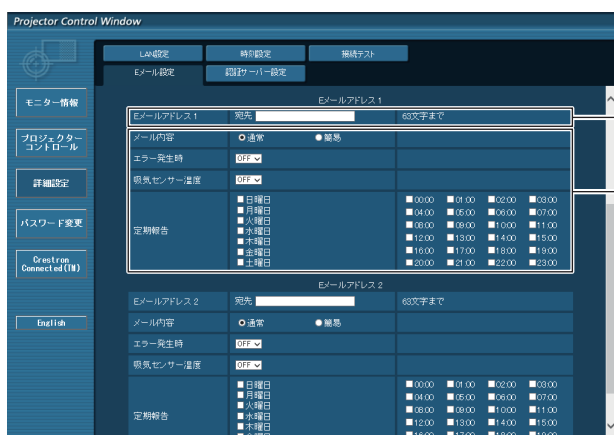 Projector Control Window
LAN設定 時刻設定 接続テスト
Eメール設定 認証サーバー設定
モニター情報
プロジェクター
コントロール
詳細設定
パスワード変更
Crestron
Connected(TM)
English
Eメールアドレス1
Eメールアドレス1 宛先 63文字まで
メール内容 通常 簡易
エラー発生時 OFF
吸気センサー温度 OFF
定期報告
日曜日
月曜日
火曜日
水曜日
木曜日
金曜日
土曜日
00:00 01:00 02:00 03:00
04:00 05:00 06:00 07:00
08:00 09:00 10:00 11:00
12:00 13:00 14:00 15:00
16:00 17:00 18:00 19:00
20:00 21:00 22:00 23:00
Eメールアドレス2
Eメールアドレス2 宛先 63文字まで
メール内容 通常 簡易
エラー発生時 OFF
吸気センサー温度 OFF
定期報告
日曜日
月曜日
火曜日
水曜日
木曜日
00:00 01:00 02:00 03:00
04:00 05:00 06:00 07:00
08:00 09:00 10:00 11:00
12:00 13:00 14:00 15:00